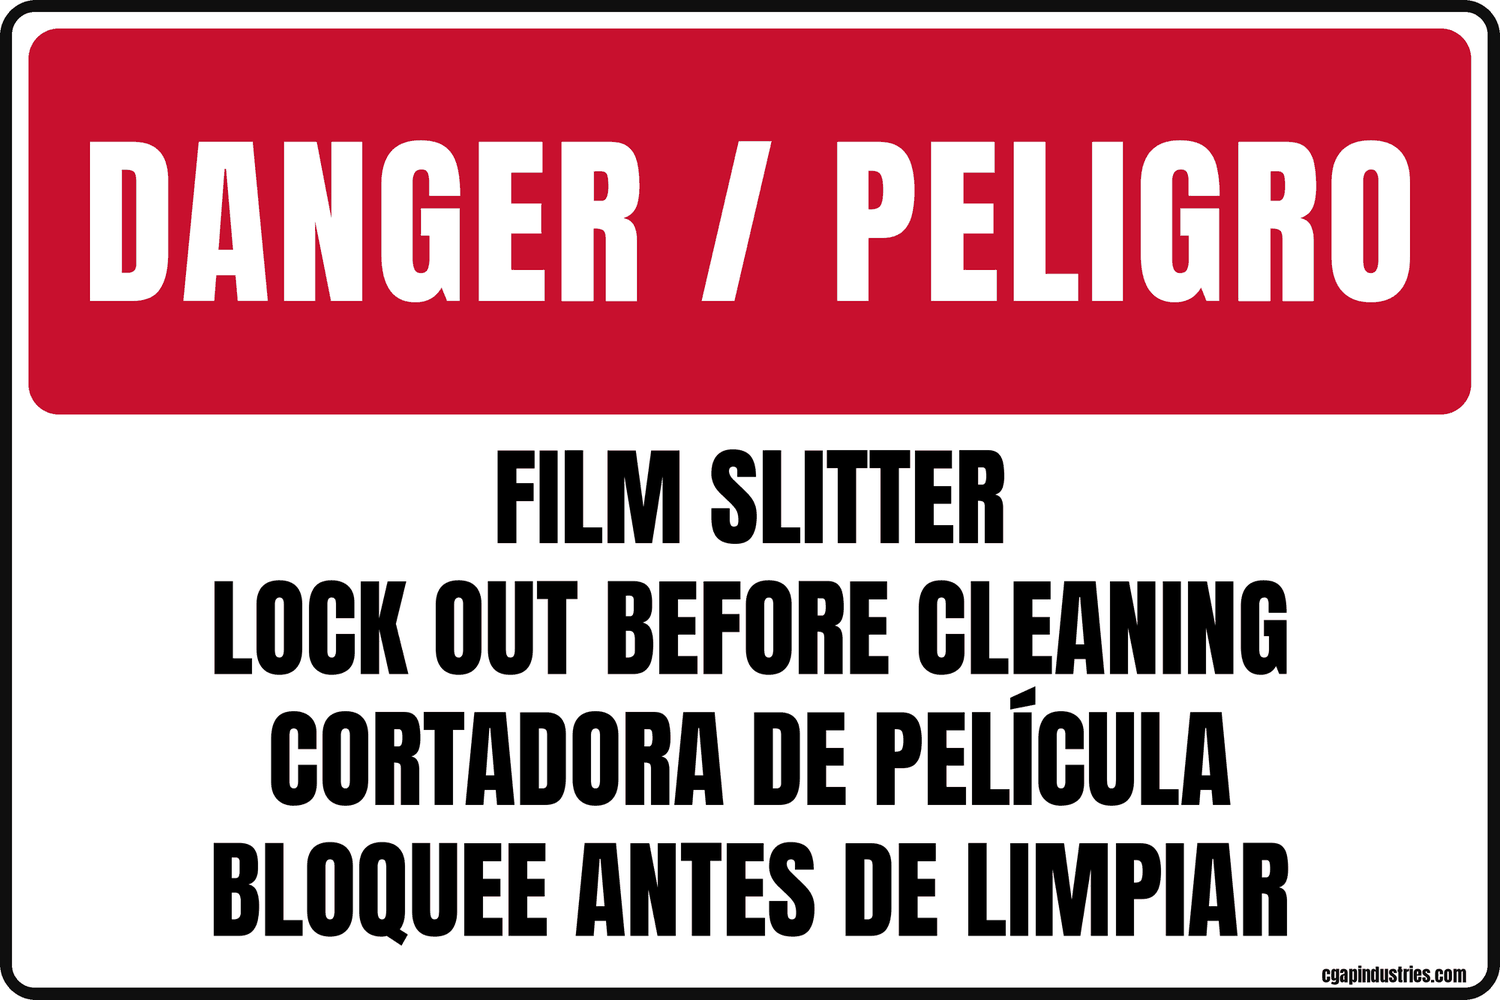 DANGER / PELIGRO
FILM SLITTER
LOCK OUT BEFORE CLEANING
CORTADORA DE PELÍCULA
BLOQUEE ANTES DE LIMPIAR
cgapindustries.com